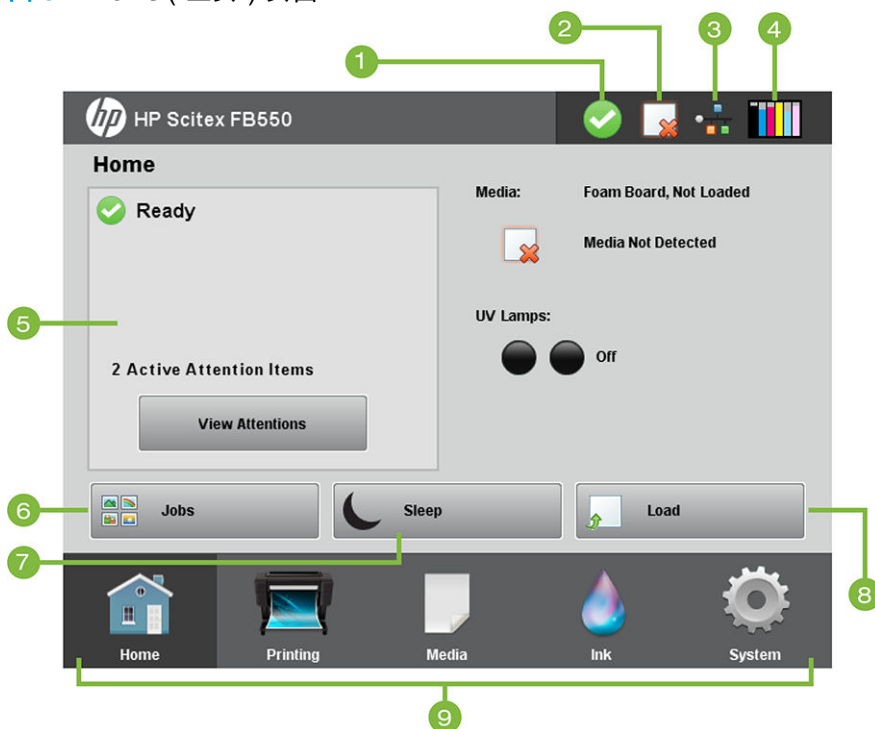 2
3
4
1
hp HP Scitex FB550
Home
Ready
Media: Foam Board, Not Loaded
Media Not Detected
5
UV Lamps:
Off
2 Active Attention Items
View Attentions
6
Jobs
Sleep
Load
7
8
Home
Printing
Media
Ink
System
9